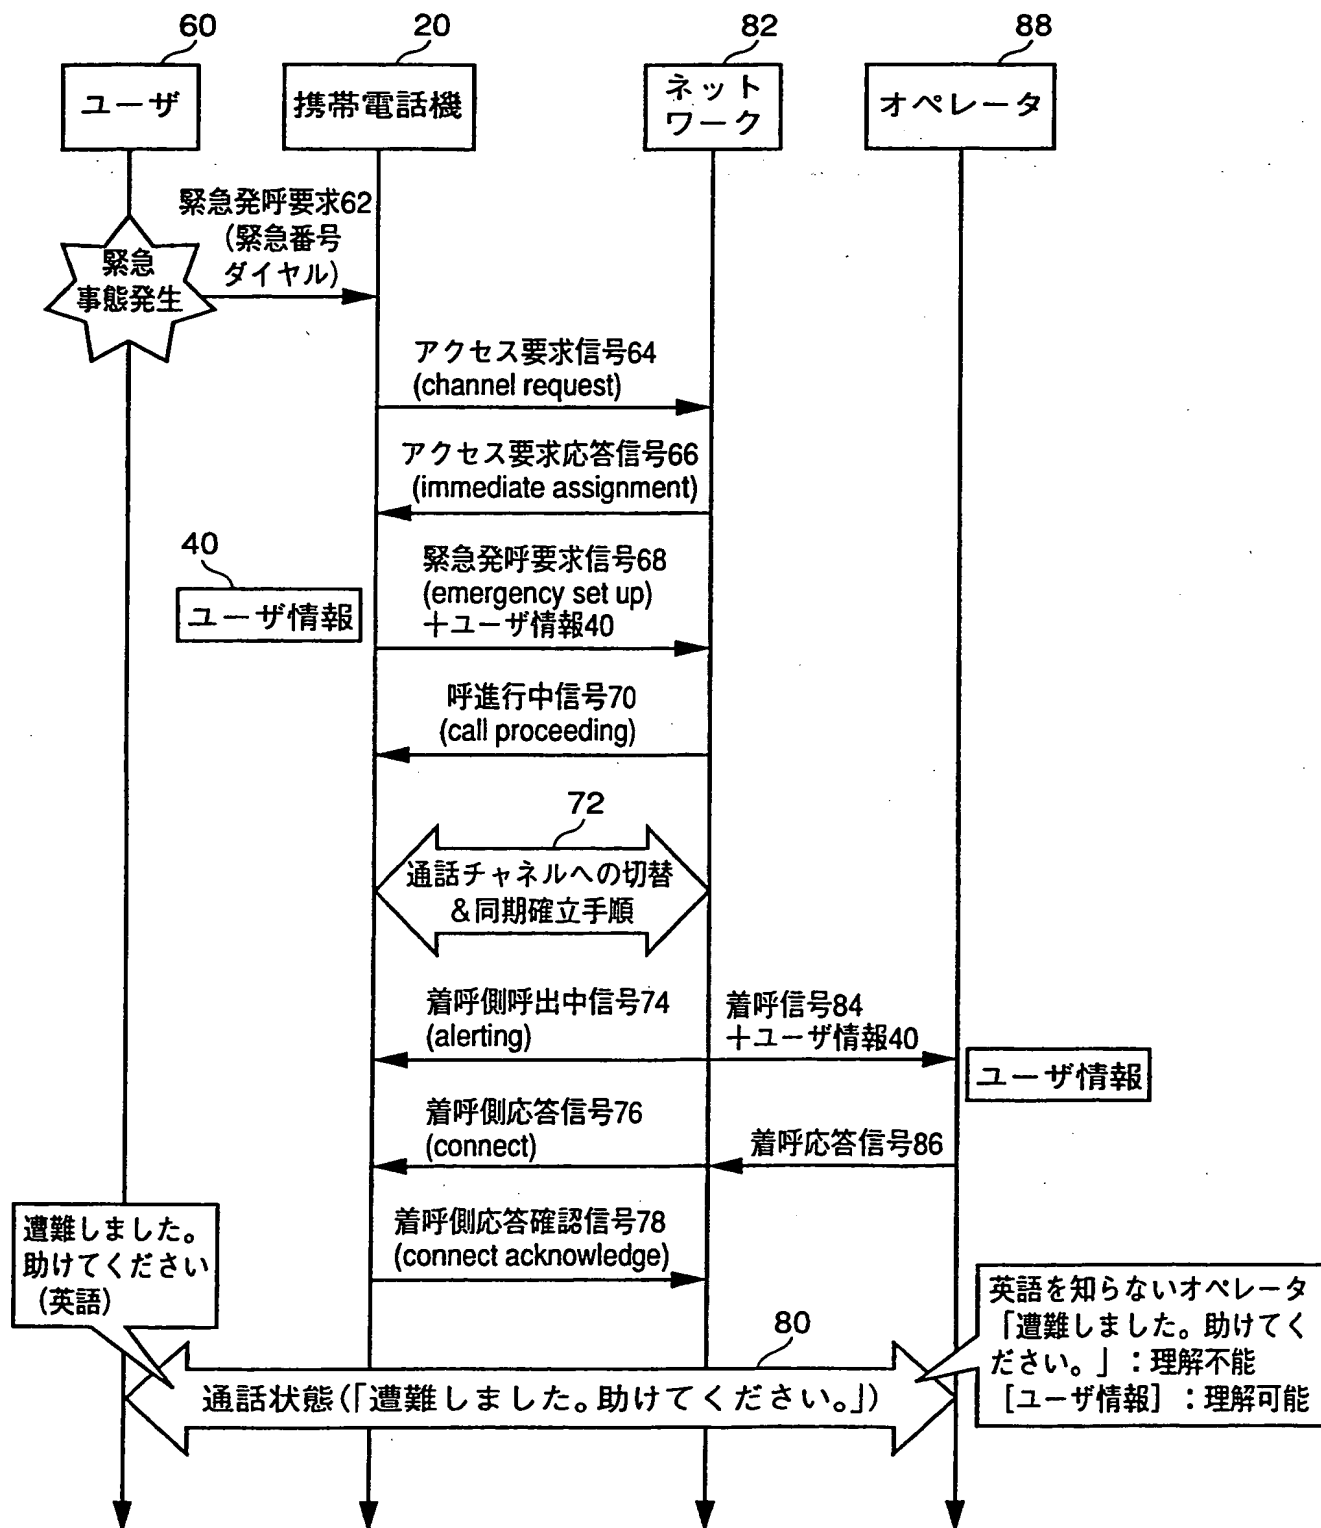 60
20
82
88
ユーザ
携帯電話機
ネット
ワーク
オペレータ
緊急発呼要求62
(緊急番号
ダイヤル)
緊急
事態発生
アクセス要求信号64
(channel request)
アクセス要求応答信号66
(immediate assignment)
40
ユーザ情報
緊急発呼要求信号68
(emergency set up)
＋ユーザ情報40
呼進行中信号70
(call proceeding)
72
通話チャネルへの切替
＆同期確立手順
着呼側呼出中信号74
(alerting)
着呼信号84
＋ユーザ情報40
ユーザ情報
着呼側応答信号76
(connect)
着呼応答信号86
着呼側応答確認信号78
(connect acknowledge)
遭難しました。
助けてください
(英語)
英語を知らないオペレータ
「遭難しました。助けてく
ださい。」：理解不能
［ユーザ情報］：理解可能
80
通話状態(「遭難しました。助けてください。」)